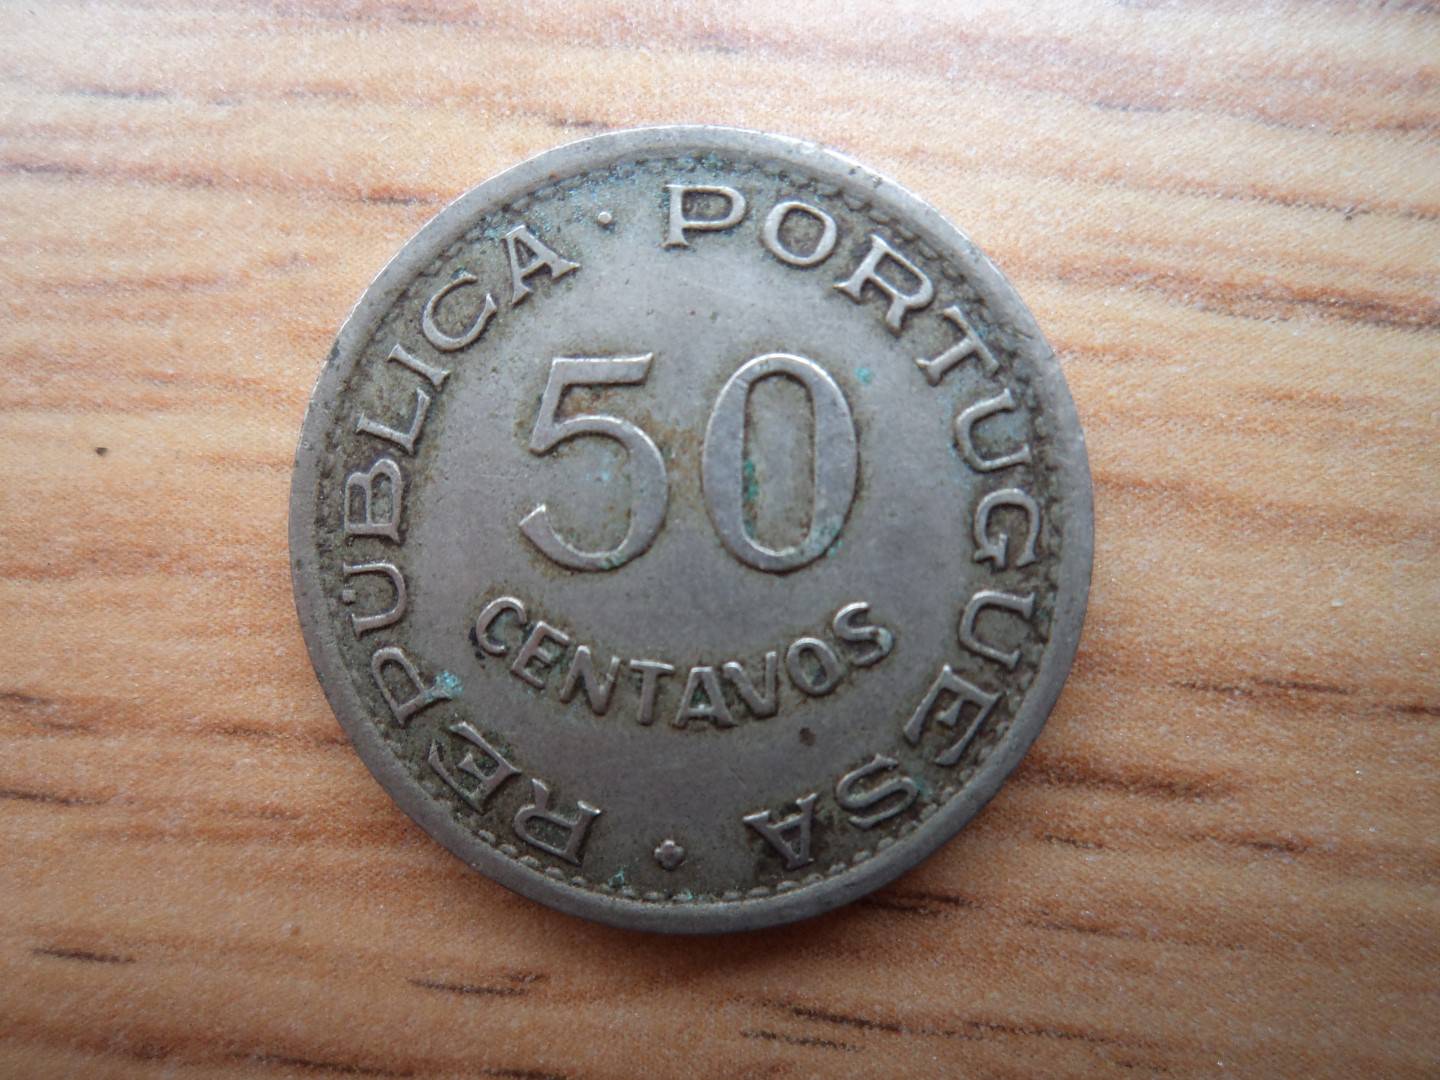 REPÚBLICA · PORTUGUESA
50
CENTAVOS